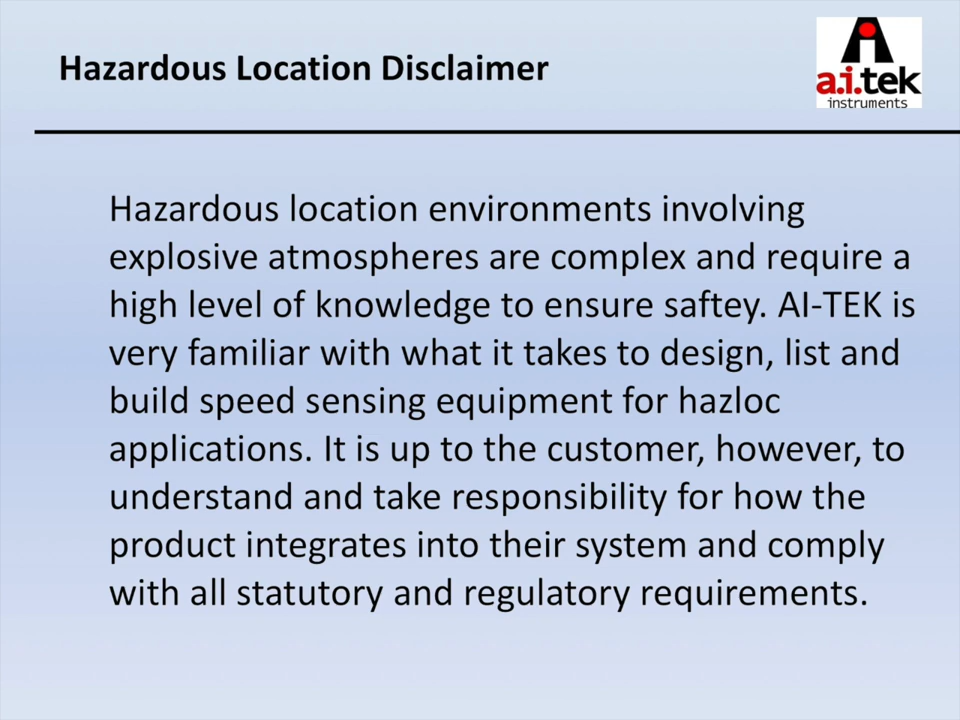 Hazardous Location Disclaimer
a.i.tek
instruments
Hazardous location environments involving
explosive atmospheres are complex and require a
high level of knowledge to ensure saftey. AI-TEK is
very familiar with what it takes to design, list and
build speed sensing equipment for hazloc
applications. It is up to the customer, however, to
understand and take responsibility for how the
product integrates into their system and comply
with all statutory and regulatory requirements.